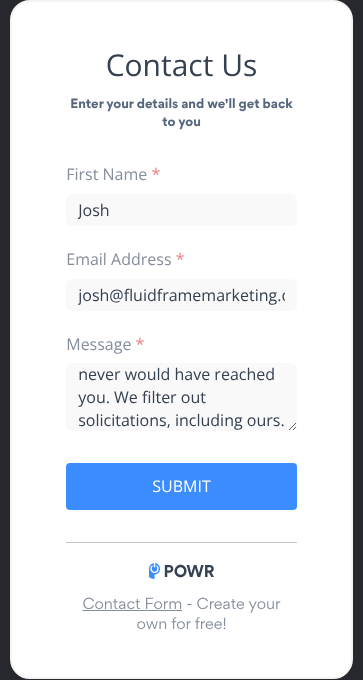 Contact Us
Enter your details and we'll get back
to you
First Name *
Josh
Email Address *
josh@fluidframemarketing.c
Message *
never would have reached
you. We filter out
solicitations, including ours.
SUBMIT
POWR
Contact Form - Create your
own for free!